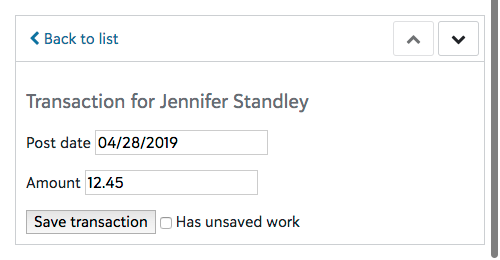 Back to list
Transaction for Jennifer Standley
Post date 04/28/2019
Amount 12.45
Save transaction Has unsaved work